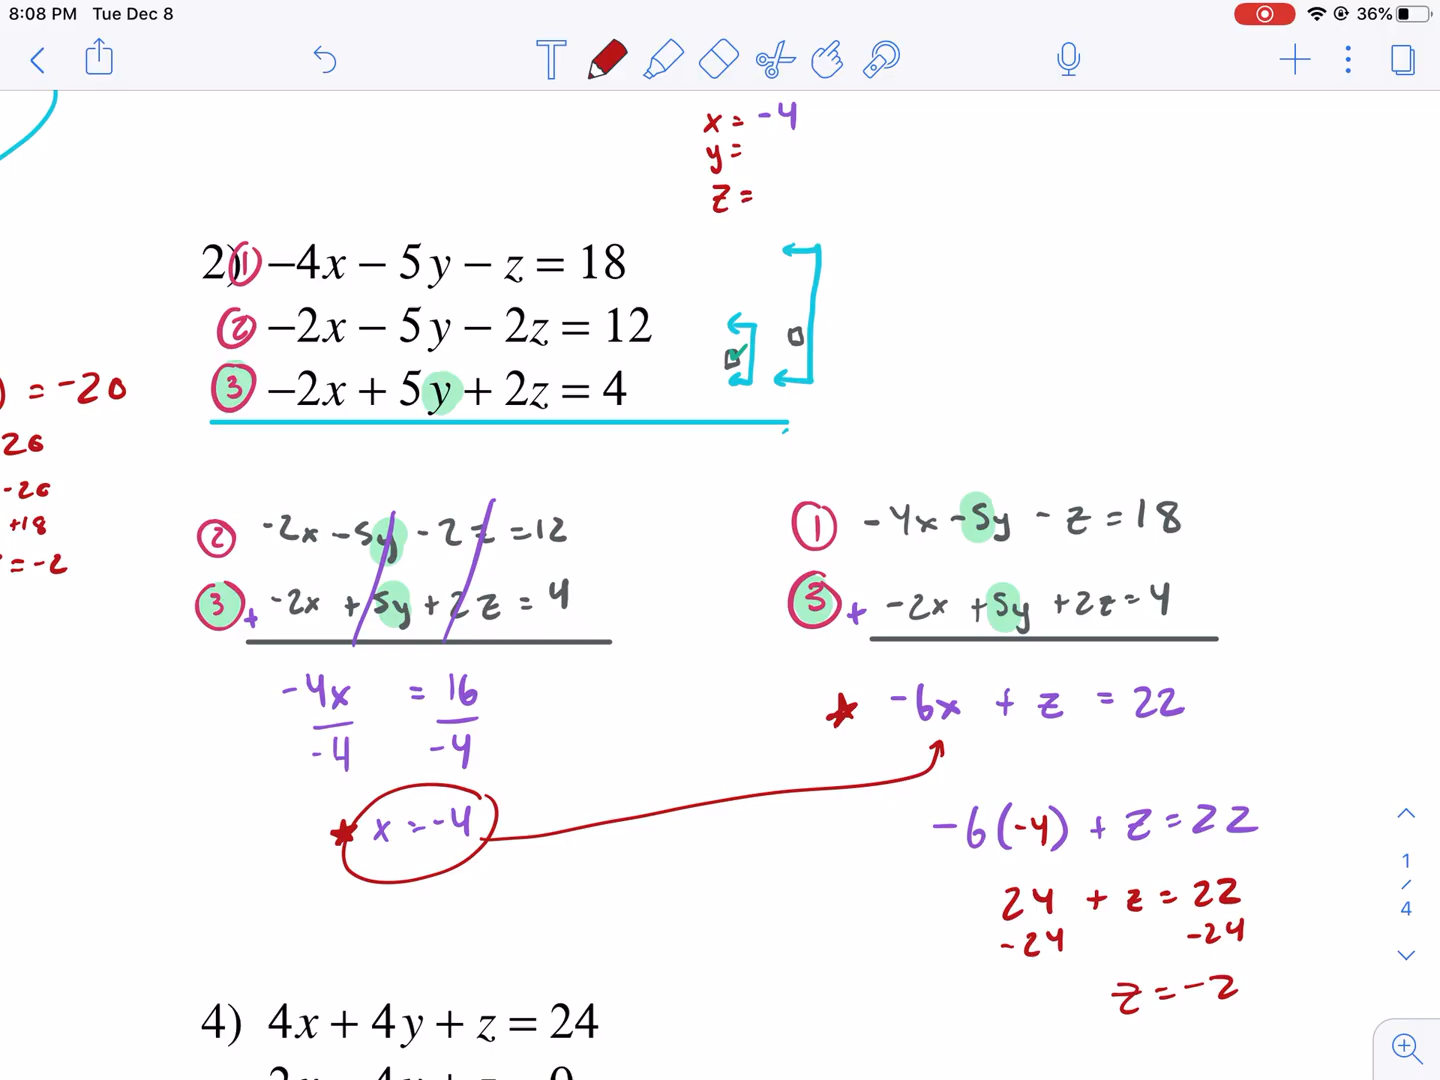 8:08 PM Tue Dec 8
36%
x = -4
y =
z =
2) ① −4x − 5y − z = 18
② −2x − 5y − 2z = 12
③ −2x + 5y + 2z = 4
) = -20
26
-26
+18
= -2
② -2x - 5y - 2z = 12
③ + -2x + 5y + 2z = 4
-4x = 16
-4 -4
★ x = -4
① -4x - 5y - z = 18
③ + -2x + 5y + 2z = 4
★ -6x + z = 22
-6(-4) + z = 22
24 + z = 22
-24 -24
z = -2
1
/
4
4) 4x + 4y + z = 24